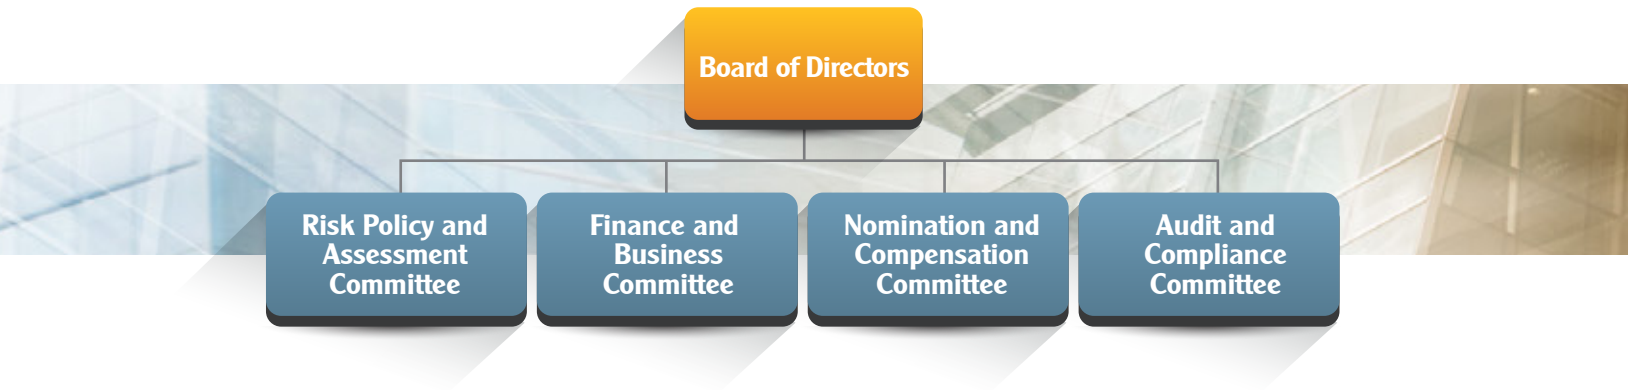 Board of Directors
Risk Policy and
Assessment
Committee
Finance and
Business
Committee
Nomination and
Compensation
Committee
Audit and
Compliance
Committee